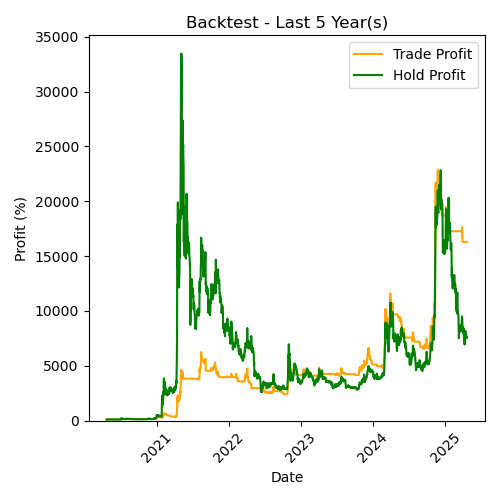 Backtest - Last 5 Year(s)
Trade Profit
Hold Profit
Profit (%)
35000
30000
25000
20000
15000
10000
5000
0
2021
2022
2023
2024
2025
Date